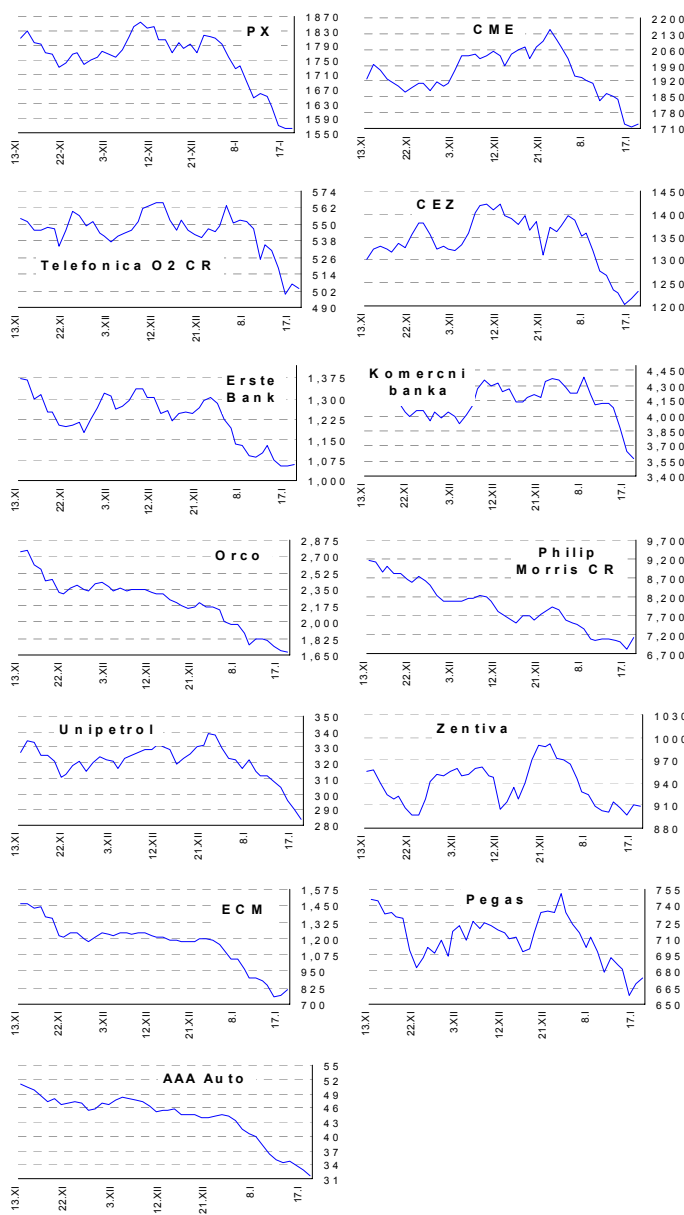 PX
1870
1830
1790
1750
1710
1670
1630
1590
1550
13-XI
22-XI
3.XII
12-XII
21.XII
8-I
17-I
CME
2200
2130
2060
1990
1920
1850
1780
1710
13.XI
22.XI
3.XII
12.XII
21.XII
8.I
17.I
Telefonica O2 CR
574
562
550
538
526
514
502
490
13.XI
22.XI
3.XII
12.XII
21.XII
8.I
17.I
CEZ
1450
1400
1350
1300
1250
1200
13.XI
22.XI
3.XII
12.XII
21.XII
8.I
17.I
Erste
Bank
1,375
1,300
1,225
1,150
1,075
1,000
13.XI
22.XI
3.XII
12.XII
21.XII
8.I
17.I
Komercni
banka
4,450
4,300
4,150
4,000
3,850
3,700
3,550
3,400
13.XI
22.XI
3.XII
12.XII
21.XII
8.I
17.I
Orco
2,875
2,700
2,525
2,350
2,175
2,000
1,825
1,650
13.XI
22.XI
3.XII
12.XII
21.XII
8.I
17.I
Philip
Morris CR
9,700
9,200
8,700
8,200
7,700
7,200
6,700
13.XI
22.XI
3.XII
12.XII
21.XII
8.I
17.I
Unipetrol
350
340
330
320
310
300
290
280
13.XI
22.XI
3.XII
12.XII
21.XII
8.I
17.I
Zentiva
1030
1000
970
940
910
880
13.XI
22.XI
3.XII
12.XII
21.XII
8.I
17.I
ECM
1,575
1,450
1,325
1,200
1,075
950
825
700
13.XI
22.XI
3.XII
12.XII
21.XII
8.I
17.I
Pegas
755
740
725
710
695
680
665
650
13.XI
22.XI
3.XII
12.XII
21.XII
8.I
17.I
AAA Auto
55
52
49
46
43
40
37
34
31
13.XI
22.XI
3.XII
12.XII
21.XII
8.I
17.I